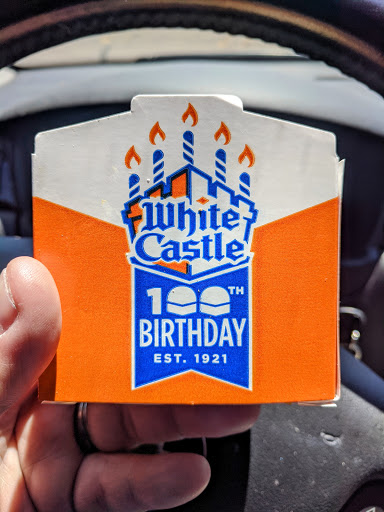 White
Castle
100TH
BIRTHDAY
EST. 1921